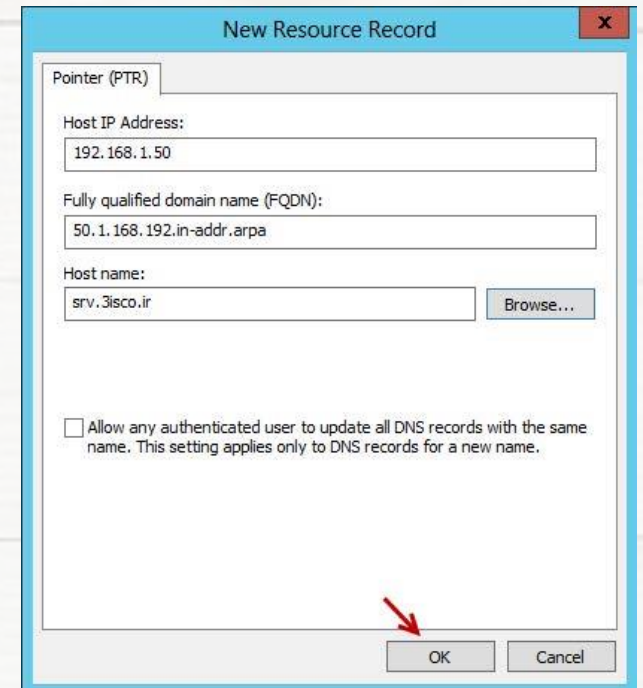 New Resource Record
x
Pointer (PTR)
Host IP Address:
192.168.1.50
Fully qualified domain name (FQDN):
50.1.168.192.in-addr.arpa
Host name:
srv.3isco.ir
Browse...
Allow any authenticated user to update all DNS records with the same
name. This setting applies only to DNS records for a new name.
OK
Cancel